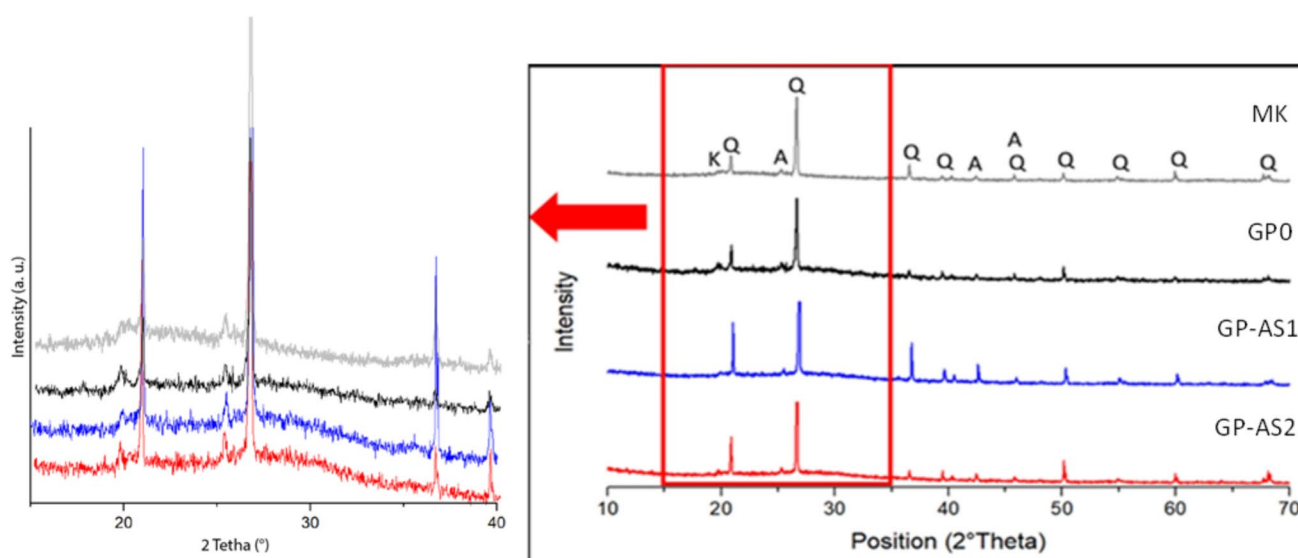 Intensity (a. u.)
20
30
40
2 Tetha (°)
Intensity
K
Q
A
Q
Q
Q
A
A
Q
Q
Q
Q
Q
MK
GP0
GP-AS1
GP-AS2
10
20
30
40
50
60
70
Position (2°Theta)